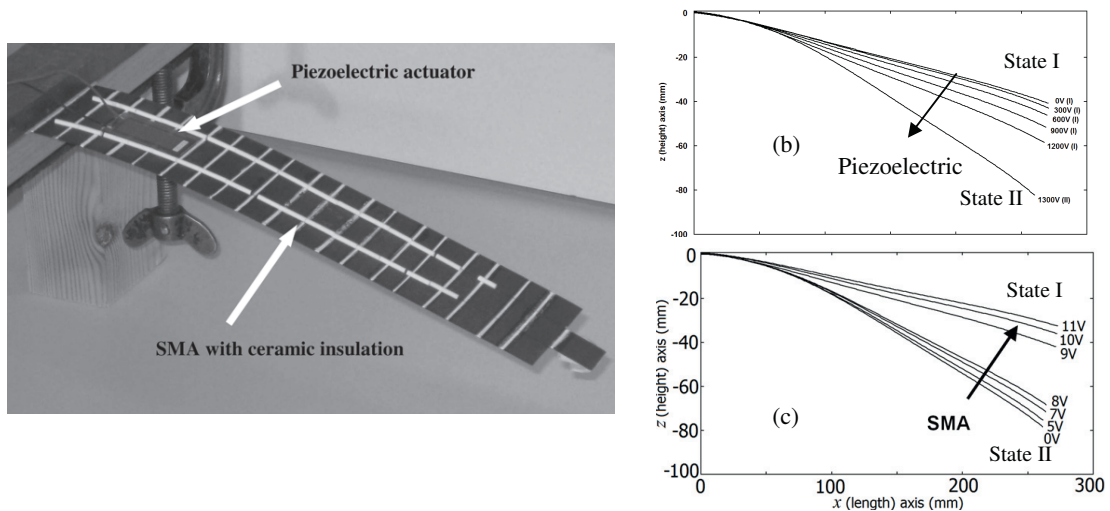 Piezoelectric actuator
SMA with ceramic insulation
0
-20
-40
-60
-80
-100
z (height) axis (mm)
State I
0V (I)
300V (I)
600V (I)
900V (I)
1200V (I)
(b)
Piezoelectric
State II
1300V (II)
0
-20
-40
-60
-80
-100
z (height) axis (mm)
State I
11V
10V
9V
8V
7V
5V
0V
SMA
(c)
State II
0
100
200
300
x (length) axis (mm)